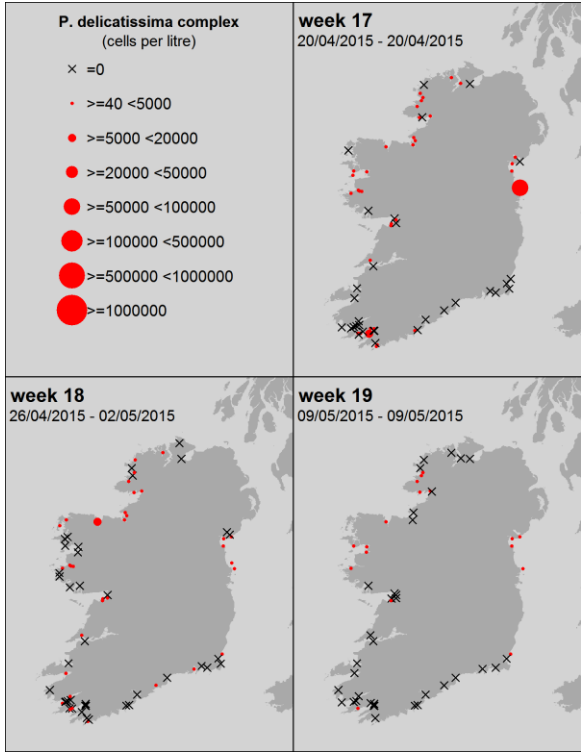 P. delicatissima complex
(cells per litre)
=0
>=40 <5000
>=5000 <20000
>=20000 <50000
>=50000 <100000
>=100000 <500000
>=500000 <1000000
>=1000000
week 17
20/04/2015 - 20/04/2015
week 18
26/04/2015 - 02/05/2015
week 19
09/05/2015 - 09/05/2015